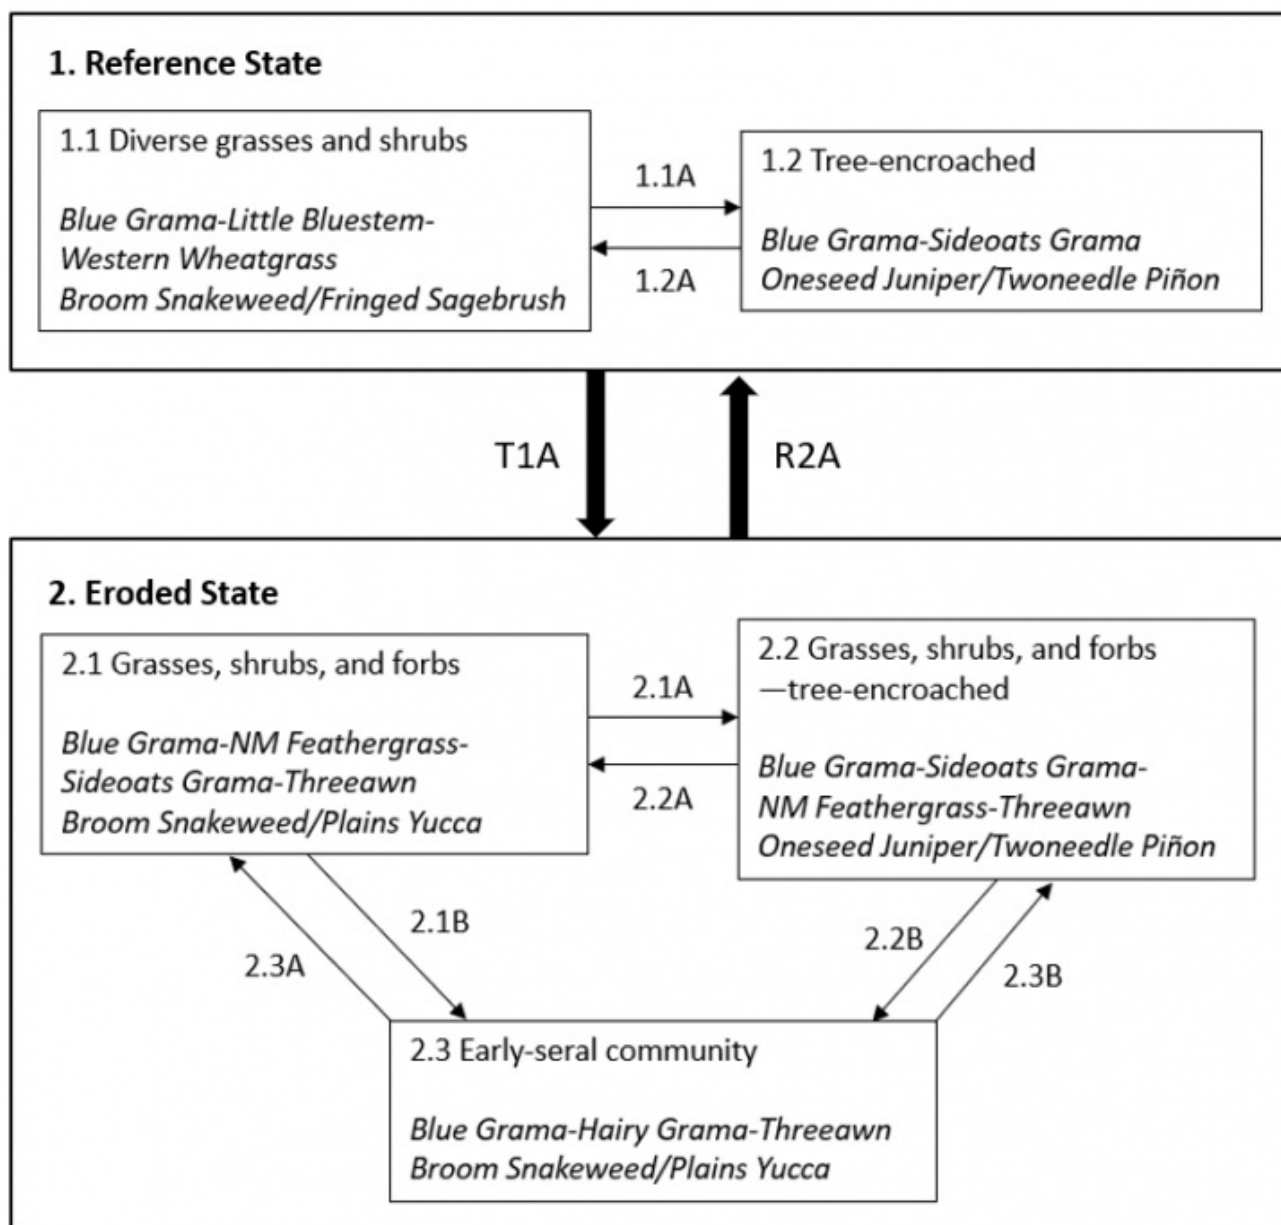 1. Reference State
1.1 Diverse grasses and shrubs
Blue Grama-Little Bluestem-
Western Wheatgrass
Broom Snakeweed/Fringed Sagebrush
1.1A
1.2A
1.2 Tree-encroached
Blue Grama-Sideoats Grama
Oneseed Juniper/Twoneedle Piñon
T1A
R2A
2. Eroded State
2.1 Grasses, shrubs, and forbs
Blue Grama-NM Feathergrass-
Sideoats Grama-Threeawn
Broom Snakeweed/Plains Yucca
2.1A
2.2A
2.2 Grasses, shrubs, and forbs
—tree-encroached
Blue Grama-Sideoats Grama-
NM Feathergrass-Threeawn
Oneseed Juniper/Twoneedle Piñon
2.3A
2.1B
2.2B
2.3B
2.3 Early-seral community
Blue Grama-Hairy Grama-Threeawn
Broom Snakeweed/Plains Yucca